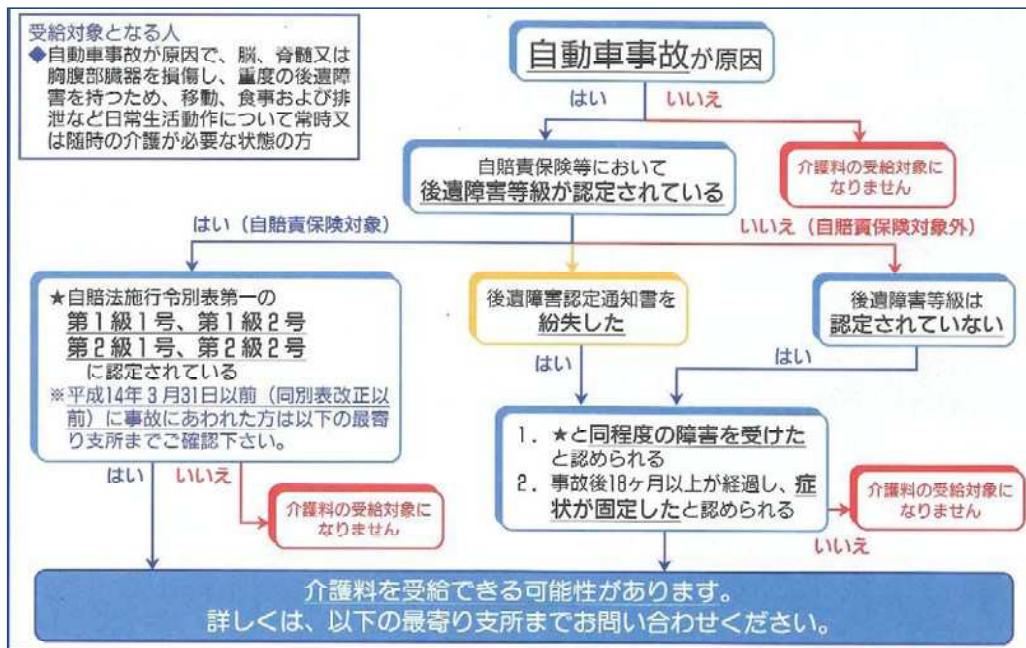 受給対象となる人
◆自動車事故が原因で、脳、脊髄又は
胸腹部臓器を損傷し、重度の後遺障
害を持つため、移動、食事および排
泄など日常生活動作について常時又
は随時の介護が必要な状態の方
自動車事故が原因
はい
いいえ
自賠責保険等において
後遺障害等級が認定されている
介護料の受給対象に
なりません
はい（自賠責保険対象）
いいえ（自賠責保険対象外）
★自賠法施行令別表第一の
第１級１号、第１級２号
第２級１号、第２級２号
に認定されている
※平成14年３月31日以前（同別表改正以
前）に事故にあわれた方は以下の最寄
り支所までご確認下さい。
後遺障害認定通知書を
紛失した
後遺障害等級は
認定されていない
はい
はい
1．★と同程度の障害を受けた
と認められる
2．事故後18ヶ月以上が経過し、症
状が固定したと認められる
はい
いいえ
介護料の受給対象に
なりません
介護料の受給対象に
なりません
いいえ
介護料を受給できる可能性があります。
詳しくは、以下の最寄り支所までお問い合わせください。